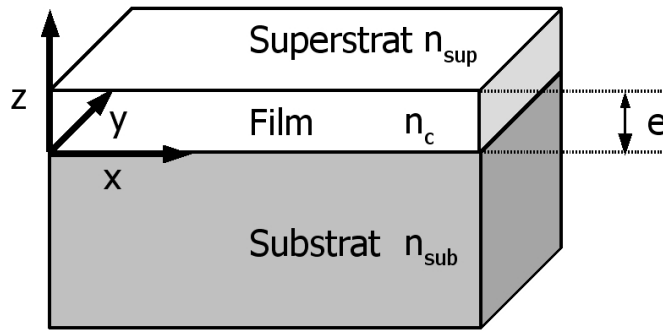 Superstrat n_sup
z
y
Film n_c
e
x
Substrat n_sub